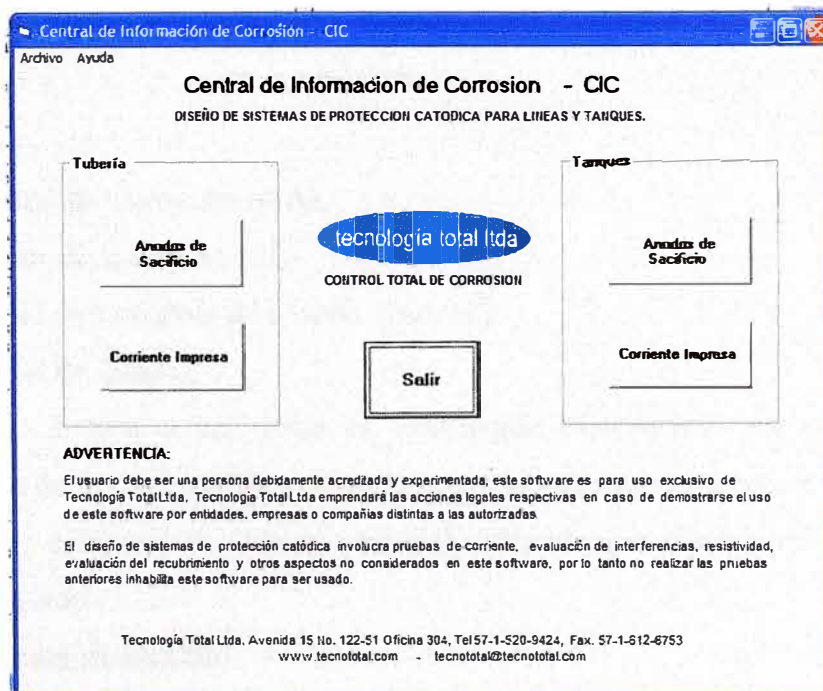 Central de Información de Corrosión - CIC
Archivo Ayuda
Central de Informacion de Corrosion - CIC
DISEÑO DE SISTEMAS DE PROTECCION CATODICA PARA LINEAS Y TANQUES.
Tubería
Anodos de
Sacificio
Corriente Impresa
tecnología total ltda
CONTROL TOTAL DE CORROSION
Salir
Tanques
Anodos de
Sacificio
Corriente Impresa
ADVERTENCIA:
El usuario debe ser una persona debidamente acreditada y experimentada, este software es para uso exclusivo de
Tecnología Total Ltda. Tecnología Total Ltda emprenderá las acciones legales respectivas en caso de demostrarse el uso
de este software por entidades, empresas o compañias distintas a las autorizadas.
El diseño de sistemas de protección catódica involucra pruebas de corriente, evaluación de interferencias, resistividad,
evaluación del recubrimiento y otros aspectos no considerados en este software, por lo tanto no realizar las pruebas
anteriores inhabilita este software para ser usado.
Tecnología Total Ltda. Avenida 15 No. 122-51 Oficina 304, Tel 57-1-520-9424, Fax. 57-1-612-6753
www.tecnototal.com - tecnototal@tecnototal.com